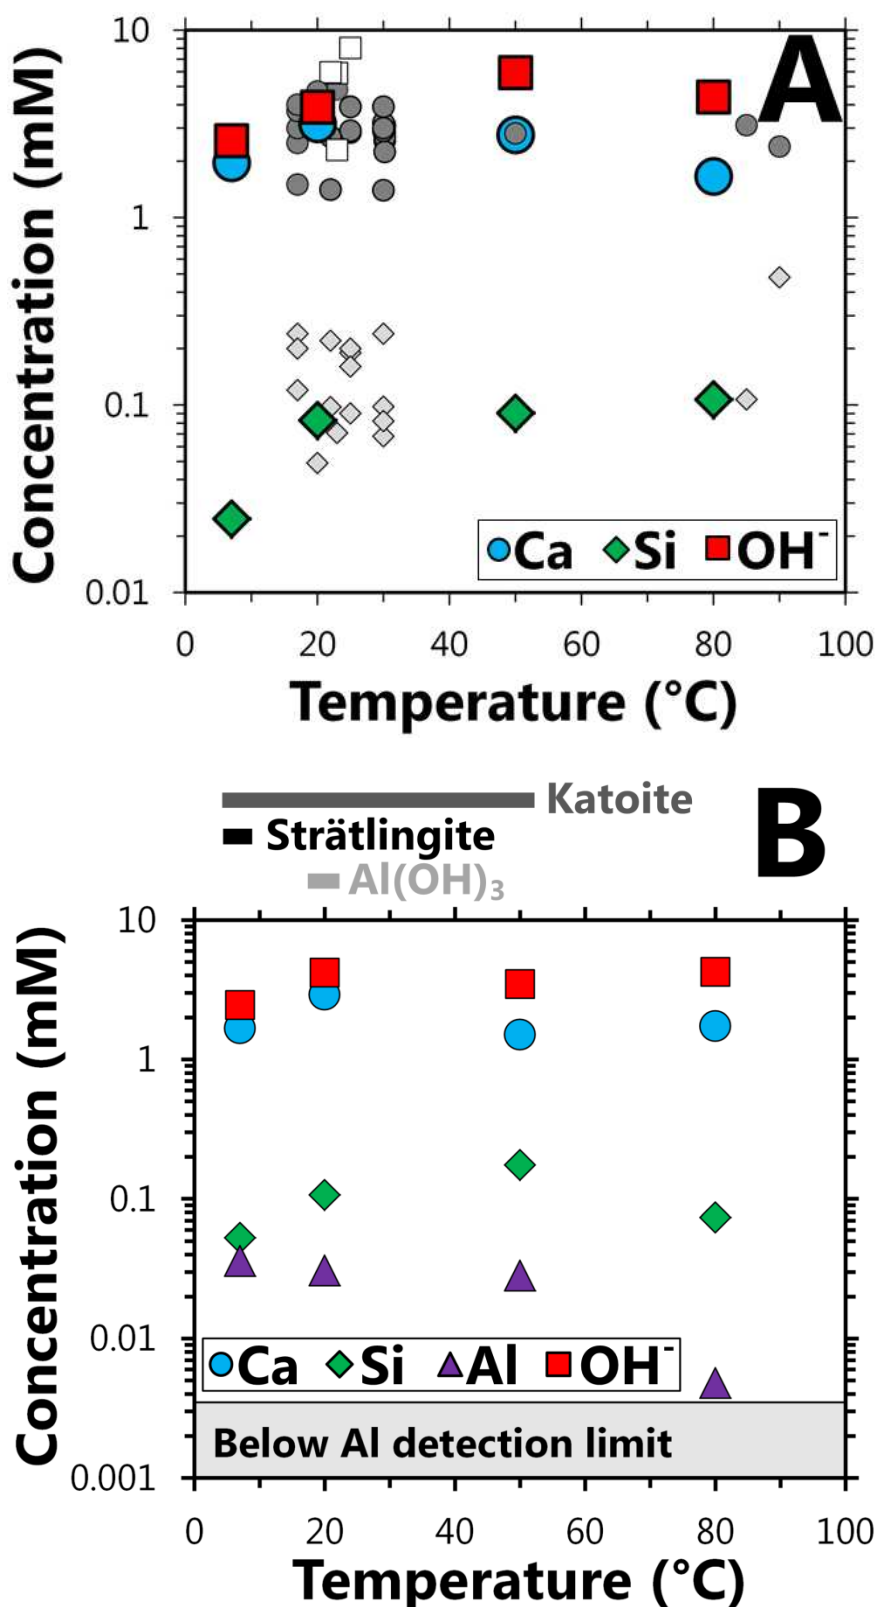 A
Concentration (mM)
10
1
0.1
0.01
Ca Si OH⁻
0 20 40 60 80 100
Temperature (°C)
B
Katoite
Strätlingite
Al(OH)₃
Concentration (mM)
10
1
0.1
0.01
0.001
Ca Si Al OH⁻
Below Al detection limit
0 20 40 60 80 100
Temperature (°C)